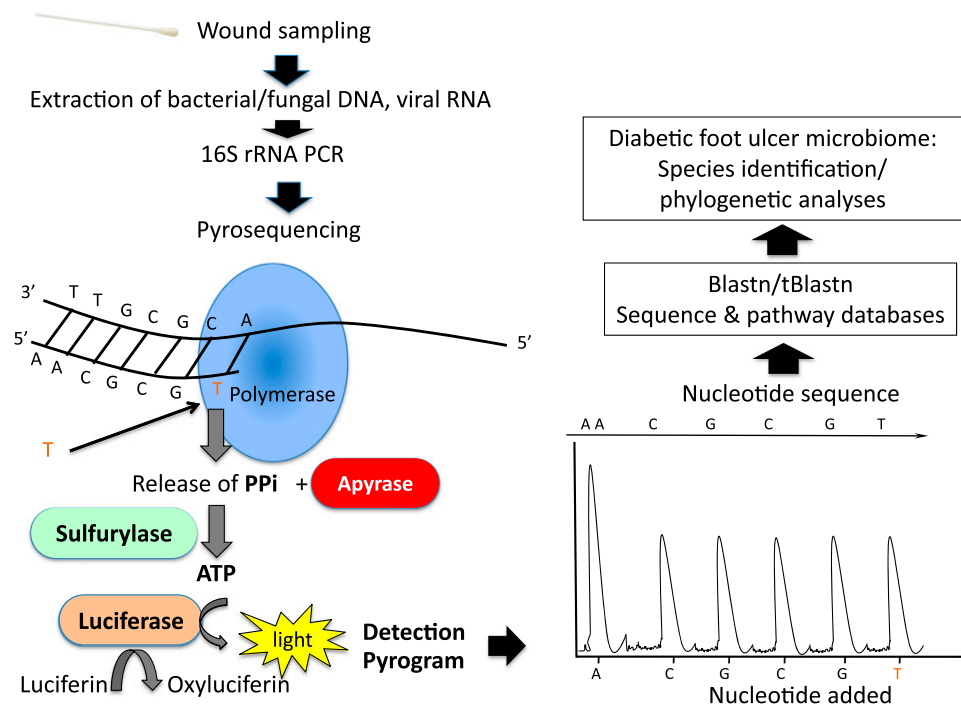 Wound sampling
Extraction of bacterial/fungal DNA, viral RNA
16S rRNA PCR
Pyrosequencing
3’ T T G C G C A
5’ 5’
A A C G C G T
Polymerase
T
Release of PPi + Apyrase
Sulfurylase
ATP
Luciferase
light
Detection
Pyrogram
Luciferin Oxyluciferin
Diabetic foot ulcer microbiome:
Species identification/
phylogenetic analyses
Blastn/tBlastn
Sequence & pathway databases
Nucleotide sequence
A A C G C G T
A C G C G T
Nucleotide added